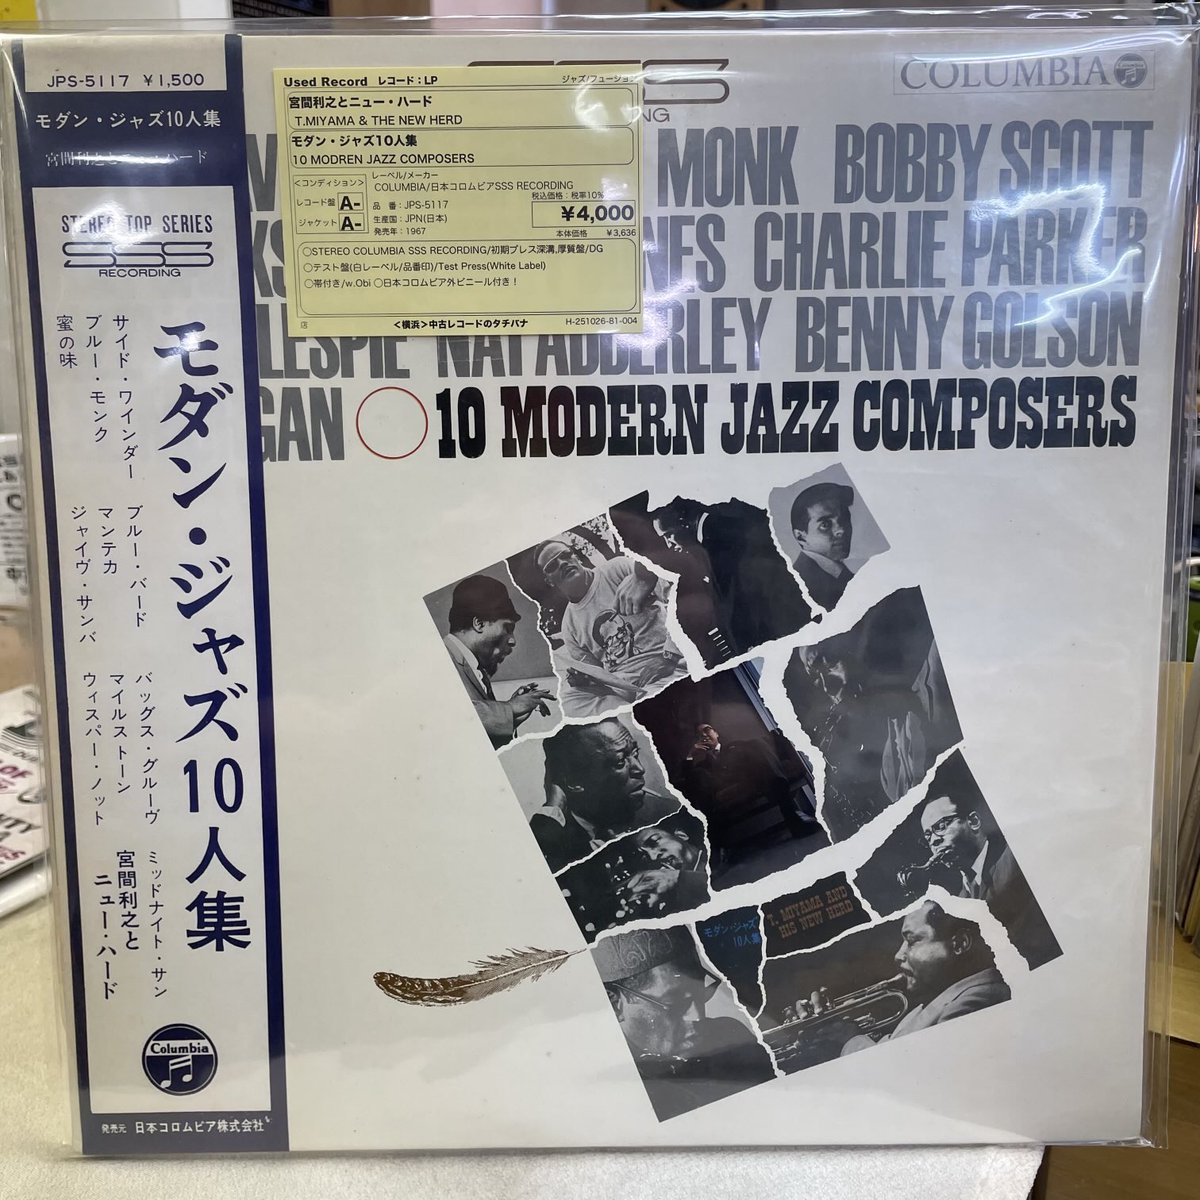 JPS-5117 ¥1,500
モダン・ジャズ10人集
宮間利之とニュー・ハード
STEREO TOP SERIES
SSS
RECORDING
サイド・ワインダー
ブルー・モンク
蜜の味
ブルー・バード
マンテカ
ジャイヴ・サンバ
バッグス・グルーヴ
マイルストーン
ウィスパー・ノット
ミッドナイト・サン
宮間利之と
ニュー・ハード
モダン・ジャズ10人集
Columbia
発売元 日本コロムビア株式会社
Used Record レコード:LP
ジャズ/フュージョン
宮間利之とニュー・ハード
T.MIYAMA & THE NEW HERD
モダン・ジャズ10人集
10 MODREN JAZZ COMPOSERS
<コンディション>
レコード盤 A-
ジャケット A-
レーベル/メーカー
COLUMBIA/日本コロムビアSSS RECORDING
品 番:JPS-5117
生産国:JPN(日本)
発売年:1967
税込価格:税率10%
¥4,000
本体価格 ¥3,636
○STEREO COLUMBIA SSS RECORDING/初期プレス深溝,厚質盤/DG
○テスト盤(白レーベル/品番印)/Test Press(White Label)
○帯付き/w.Obi ○日本コロムビア外ビニール付き!
店
<横浜>中古レコードのタチバナ
H-251026-81-004
COLUMBIA
MONK BOBBY SCOTT
KS NES CHARLIE PARKER
LLESPIE NAT ADDERLEY BENNY GOLSON
GAN ○ 10 MODERN JAZZ COMPOSERS
モダン・ジャズ
10人集
T. MIYAMA AND
HIS NEW HERD